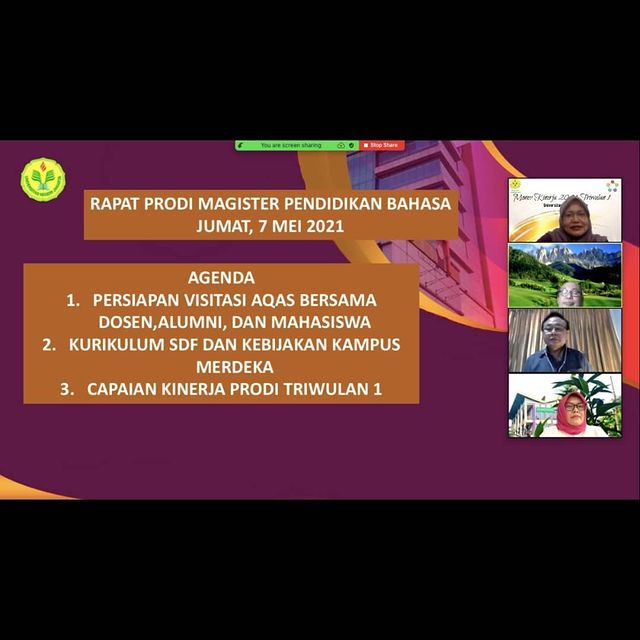 You are screen sharing
Stop Share
RAPAT PRODI MAGISTER PENDIDIKAN BAHASA
JUMAT, 7 MEI 2021
AGENDA
1. PERSIAPAN VISITASI AQAS BERSAMA
DOSEN,ALUMNI, DAN MAHASISWA
2. KURIKULUM SDF DAN KEBIJAKAN KAMPUS
MERDEKA
3. CAPAIAN KINERJA PRODI TRIWULAN 1
Monev Kinerja
Triwulan 1